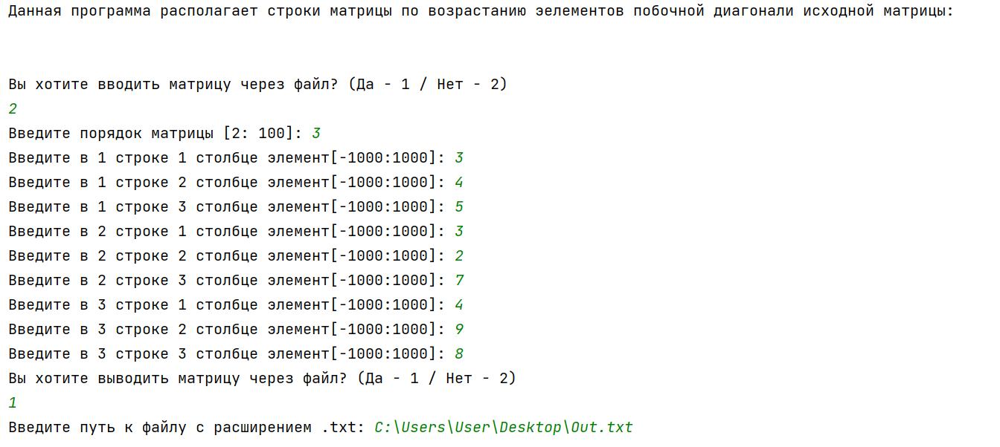 Данная программа располагает строки матрицы по возрастанию эелементов побочной диагонали исходной матрицы:
Вы хотите вводить матрицу через файл? (Да - 1 / Нет - 2)
2
Введите порядок матрицы [2: 100]: 3
Введите в 1 строке 1 столбце элемент[-1000:1000]: 3
Введите в 1 строке 2 столбце элемент[-1000:1000]: 4
Введите в 1 строке 3 столбце элемент[-1000:1000]: 5
Введите в 2 строке 1 столбце элемент[-1000:1000]: 3
Введите в 2 строке 2 столбце элемент[-1000:1000]: 2
Введите в 2 строке 3 столбце элемент[-1000:1000]: 7
Введите в 3 строке 1 столбце элемент[-1000:1000]: 4
Введите в 3 строке 2 столбце элемент[-1000:1000]: 9
Введите в 3 строке 3 столбце элемент[-1000:1000]: 8
Вы хотите выводить матрицу через файл? (Да - 1 / Нет - 2)
1
Введите путь к файлу с расширением .txt: C:\Users\User\Desktop\Out.txt